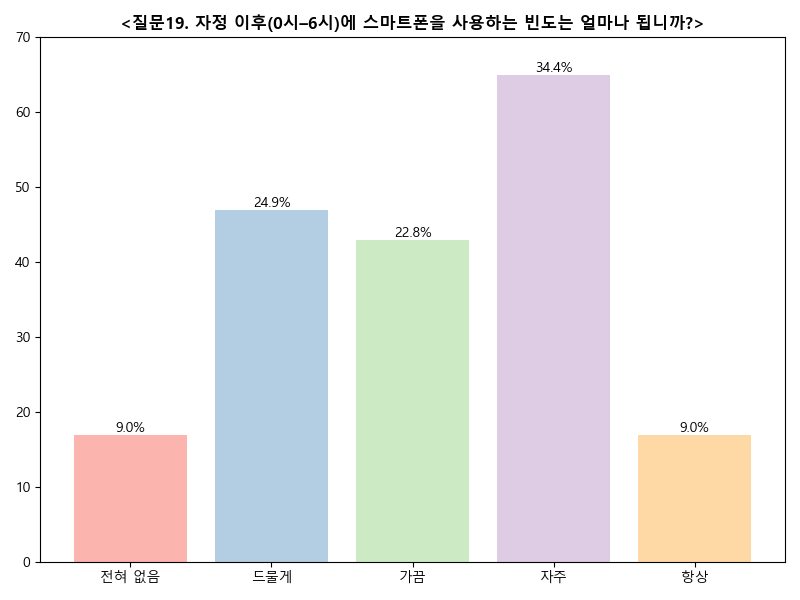 <질문19. 자정 이후(0시–6시)에 스마트폰을 사용하는 빈도는 얼마나 됩니까?>
70
60
50
40
30
20
10
0
9.0%
24.9%
22.8%
34.4%
9.0%
전혀 없음
드물게
가끔
자주
항상